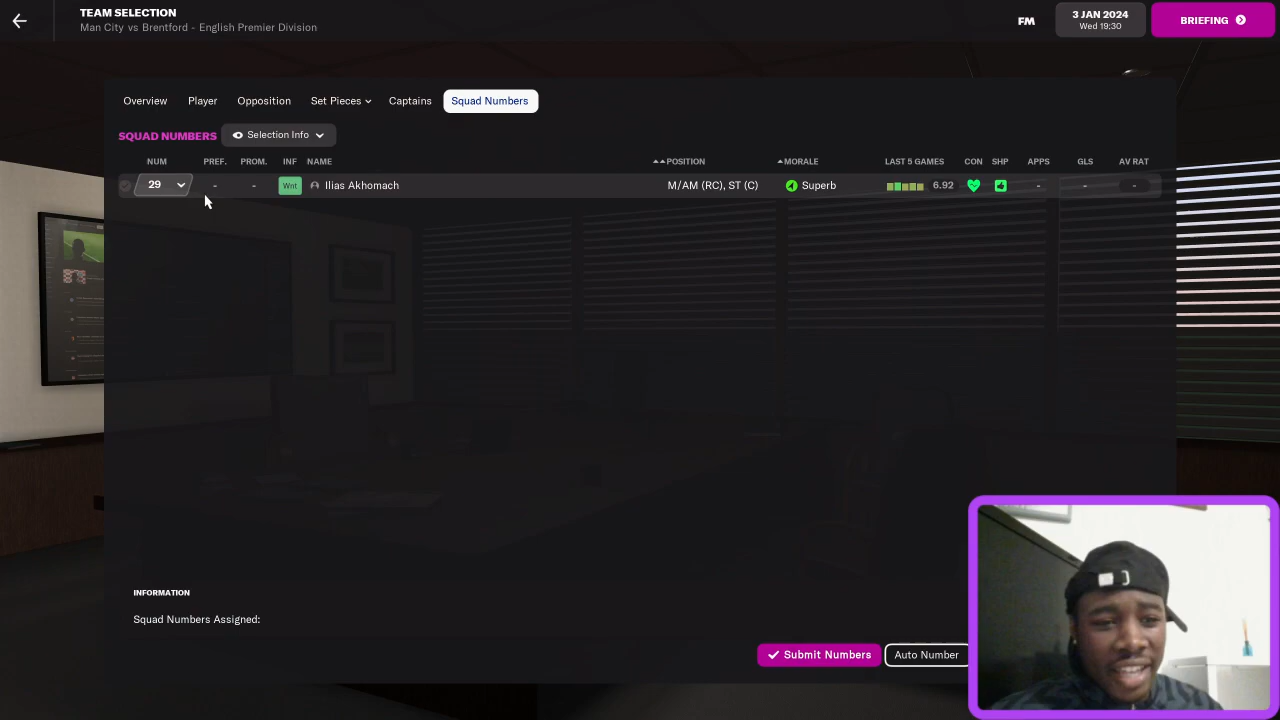 TEAM SELECTION
Man City vs Brentford - English Premier Division
FM
3 JAN 2024
Wed 19:30
BRIEFING
Overview Player Opposition Set Pieces Captains Squad Numbers
SQUAD NUMBERS Selection Info
NUM PREF. PROM. INF NAME POSITION MORALE LAST 5 GAMES CON SHP APPS GLS AV RAT
29 - - Wnt Ilias Akhomach M/AM (RC), ST (C) Superb 6.92 - - -
INFORMATION
Squad Numbers Assigned:
Submit Numbers Auto Number